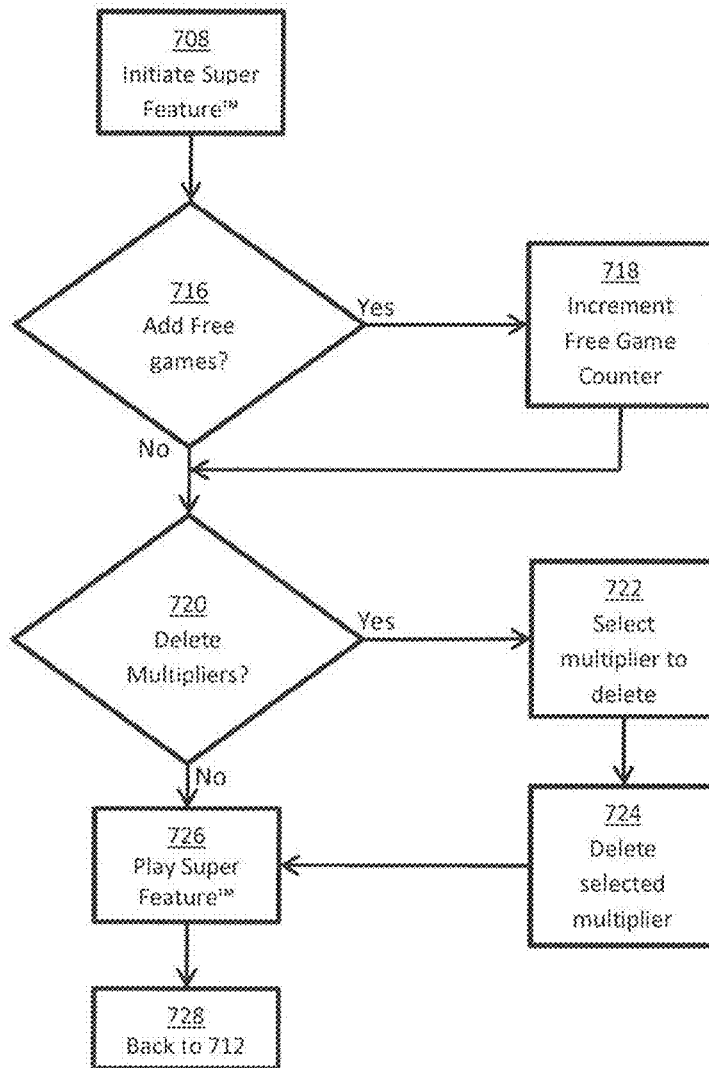 708
Initiate Super
Feature™
716
Add Free
games?
Yes
718
Increment
Free Game
Counter
No
720
Delete
Multipliers?
Yes
722
Select
multiplier to
delete
No
726
Play Super
Feature™
724
Delete
selected
multiplier
728
Back to 712